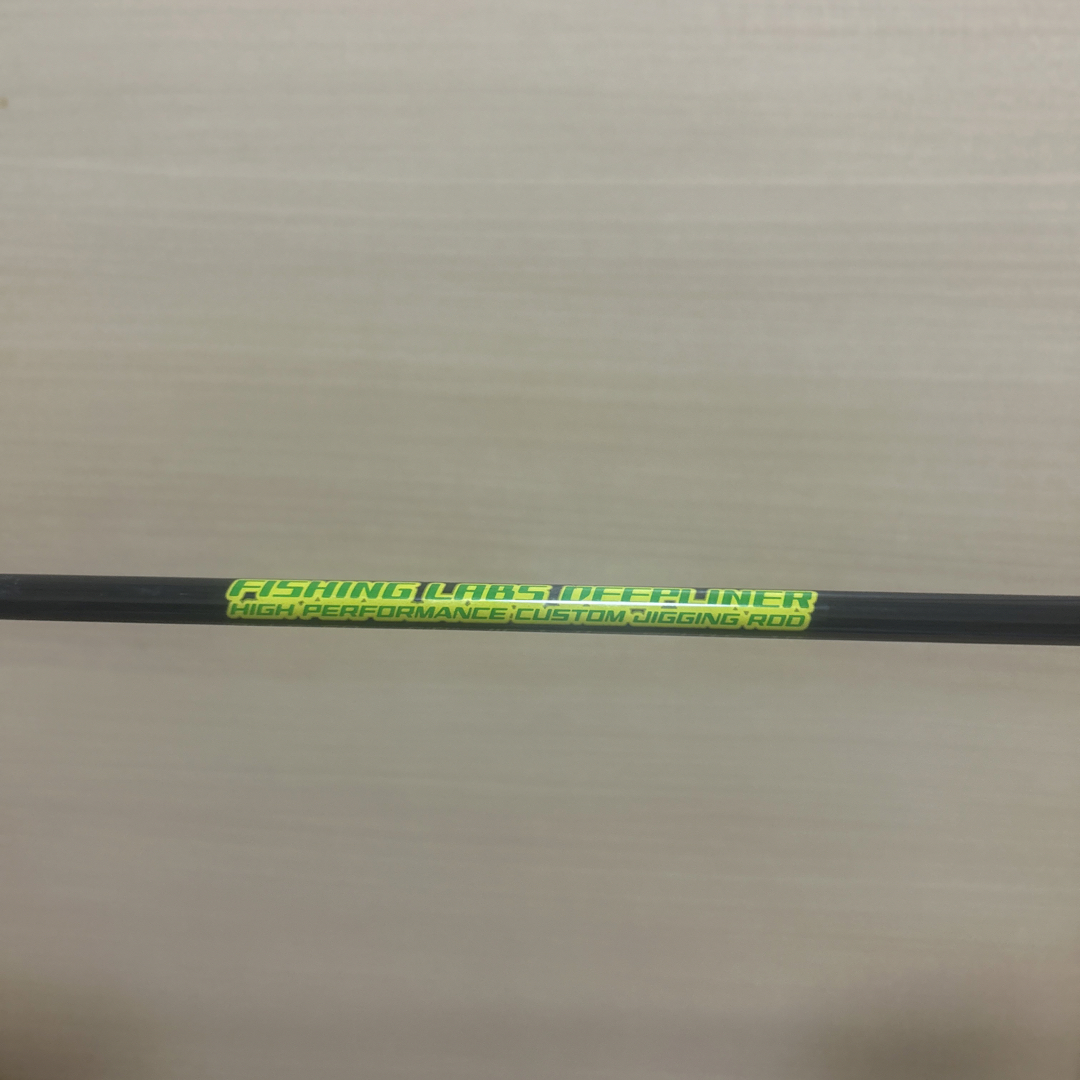 FISHING LABS DEEPLINER
HIGH PERFORMANCE CUSTOM JIGGING ROD